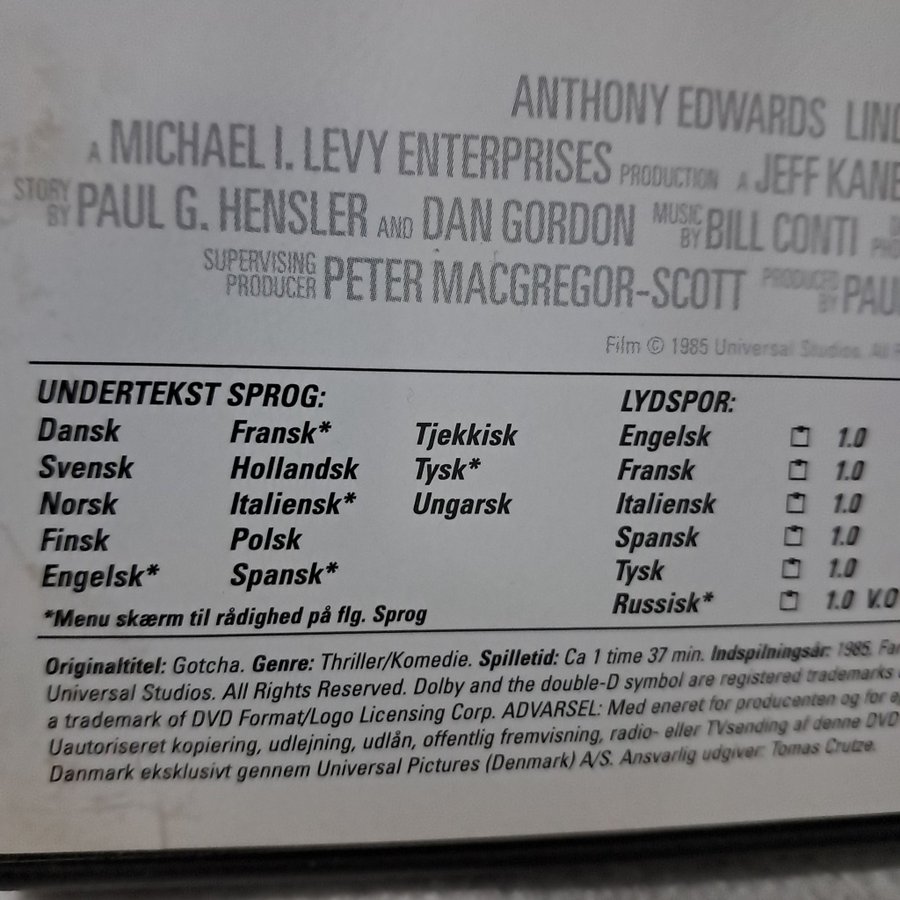 ANTHONY EDWARDS
A MICHAEL I. LEVY ENTERPRISES PRODUCTION A JEFF
STORY BY PAUL G. HENSLER AND DAN GORDON MUSIC BY BILL CONTI
SUPERVISING PRODUCER PETER MACGREGOR-SCOTT PRODUCED BY
Film © 1985 Universal Studios. All
UNDERTEKST SPROG:
Dansk Fransk* Tjekkisk
Svensk Hollandsk Tysk*
Norsk Italiensk* Ungarsk
Finsk Polsk
Engelsk* Spansk*
*Menu skærm til rådighed på flg. Sprog
LYDSPOR:
Engelsk 1.0
Fransk 1.0
Italiensk 1.0
Spansk 1.0
Tysk 1.0
Russisk* 1.0 V.O
Originaltitel: Gotcha. Genre: Thriller/Komedie. Spilletid: Ca 1 time 37 min. Indspilningsår: 1985.
Universal Studios. All Rights Reserved. Dolby and the double-D symbol are registered trademarks
a trademark of DVD Format/Logo Licensing Corp. ADVARSEL: Med eneret for producenten og for
Uautoriseret kopiering, udlejning, udlån, offentlig fremvisning, radio- eller TVsending af denne DVD
Danmark eksklusivt gennem Universal Pictures (Denmark) A/S. Ansvarlig udgiver: Tomas Crutze.